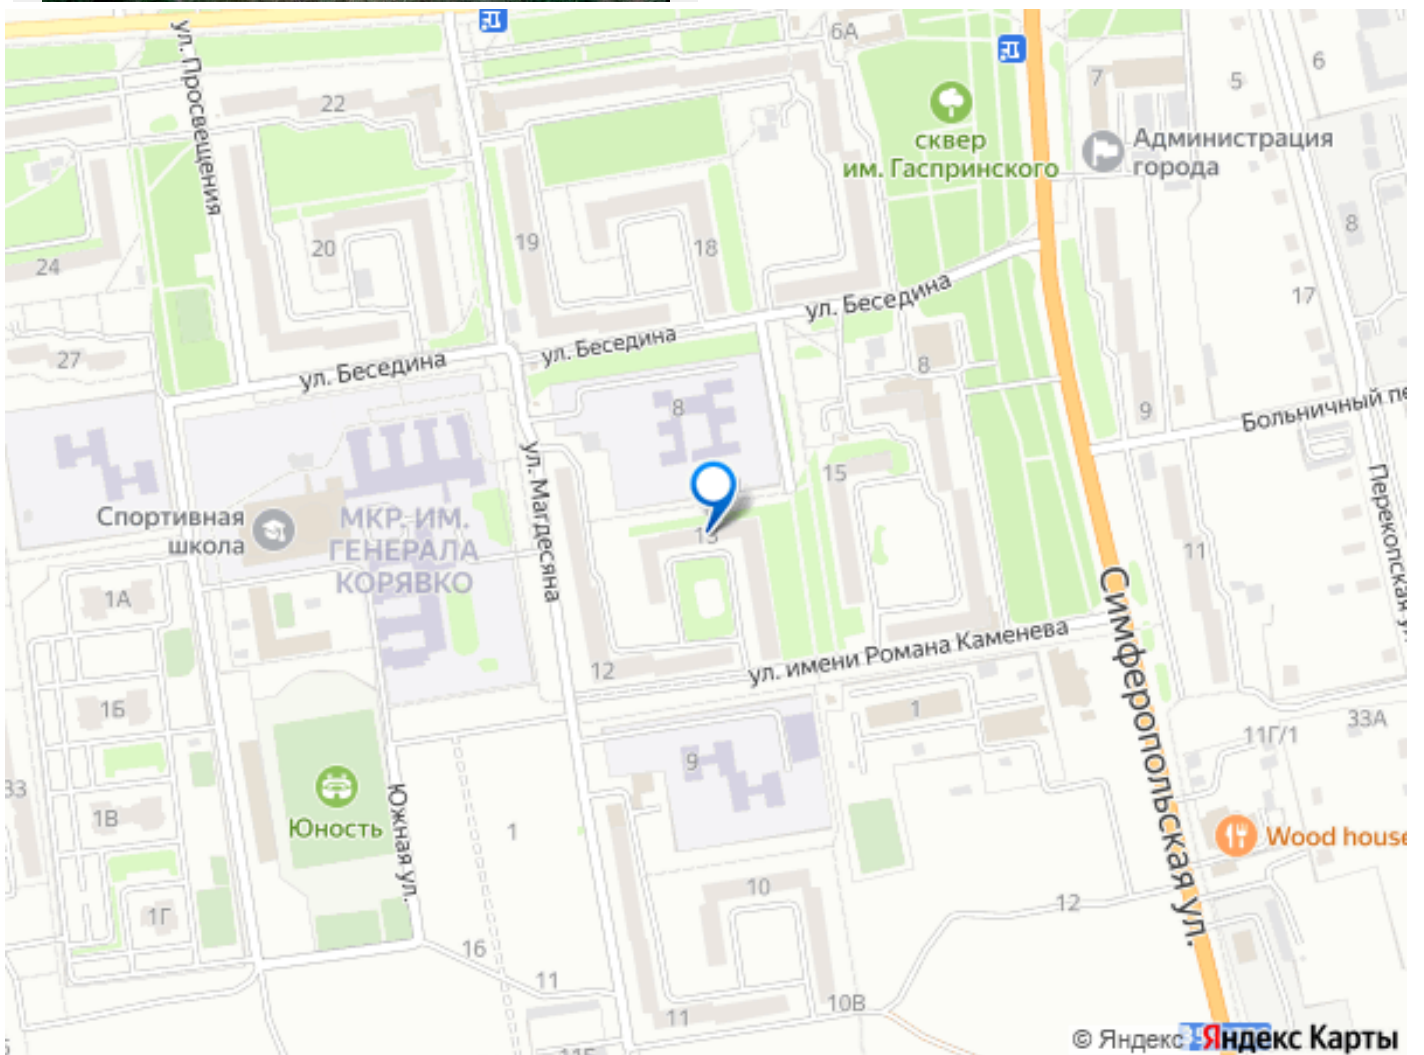 6А
6
ул. Просвещения
22
7
5
сквер
им. Гаспринского
Администрация
города
20
19
18
8
24
17
ул. Беседина
ул. Беседина
ул. Беседина
27
8
8
9
Больничный пе
ул. Магдесяна
15
Перекопская ул
Спортивная
школа
МКР. ИМ.
ГЕНЕРАЛА
КОРЯВКО
13
11
1А
Симферопольская ул.
ул. имени Романа Каменева
12
1Б
1
33А
11Г/1
9
33
1В
Юность
Южная ул.
1
Wood house
10
12
1Г
16
11
10В
11
© Яндекс
Яндекс Карты